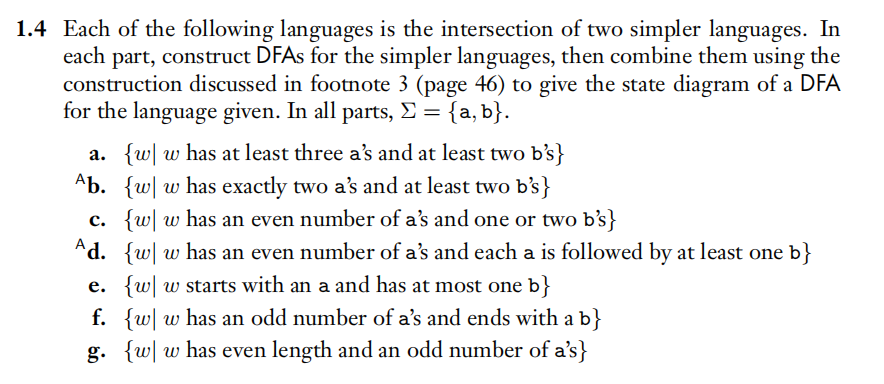 1.4 Each of the following languages is the intersection of two simpler languages. In
each part, construct DFAs for the simpler languages, then combine them using the
construction discussed in footnote 3 (page 46) to give the state diagram of a DFA
for the language given. In all parts, Σ = {a, b}.
a. {w| w has at least three a's and at least two b's}
ᴬb. {w| w has exactly two a's and at least two b's}
c. {w| w has an even number of a's and one or two b's}
ᴬd. {w| w has an even number of a's and each a is followed by at least one b}
e. {w| w starts with an a and has at most one b}
f. {w| w has an odd number of a's and ends with a b}
g. {w| w has even length and an odd number of a's}